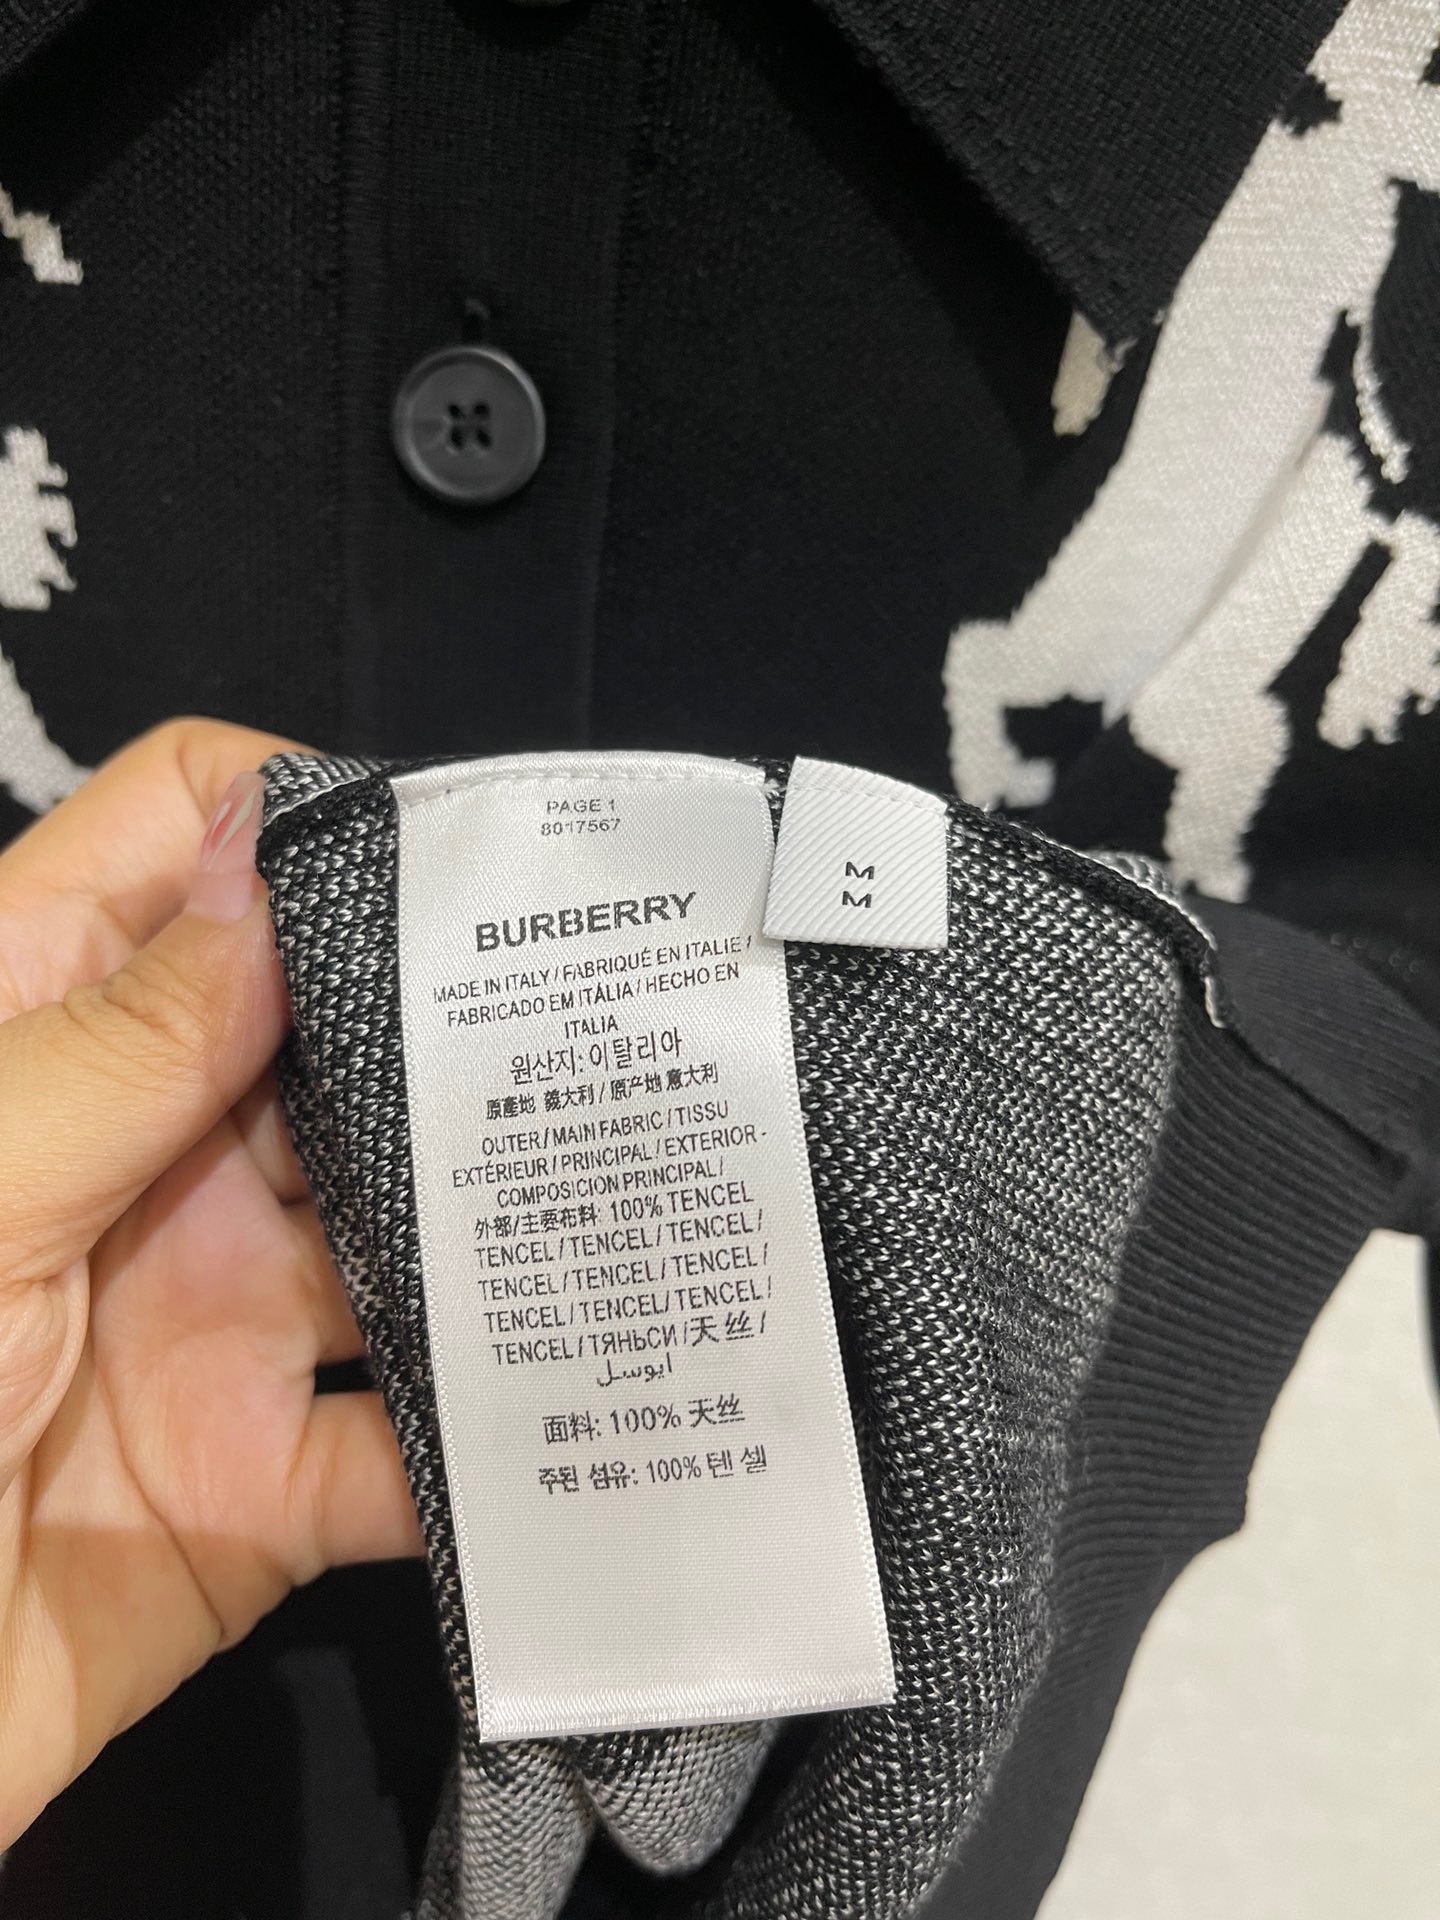 PAGE 1
8017567
BURBERRY
MADE IN ITALY / FABRIQUÉ EN ITALIE /
FABRICADO EM ITÁLIA / HECHO EN
ITALIA
원산지: 이탈리아
原產地 義大利 / 原产地 意大利
OUTER / MAIN FABRIC / TISSU
EXTÉRIEUR / PRINCIPAL / EXTERIOR -
COMPOSICION PRINCIPAL /
外部/主要布料: 100% TENCEL
TENCEL / TENCEL / TENCEL /
TENCEL / TENCEL / TENCEL /
TENCEL / TENCEL / TENCEL /
TENCEL / ТЯНЬСИ / 天丝 /
ايوسل
面料: 100% 天丝
주된 섬유: 100% 텐셀
M
M